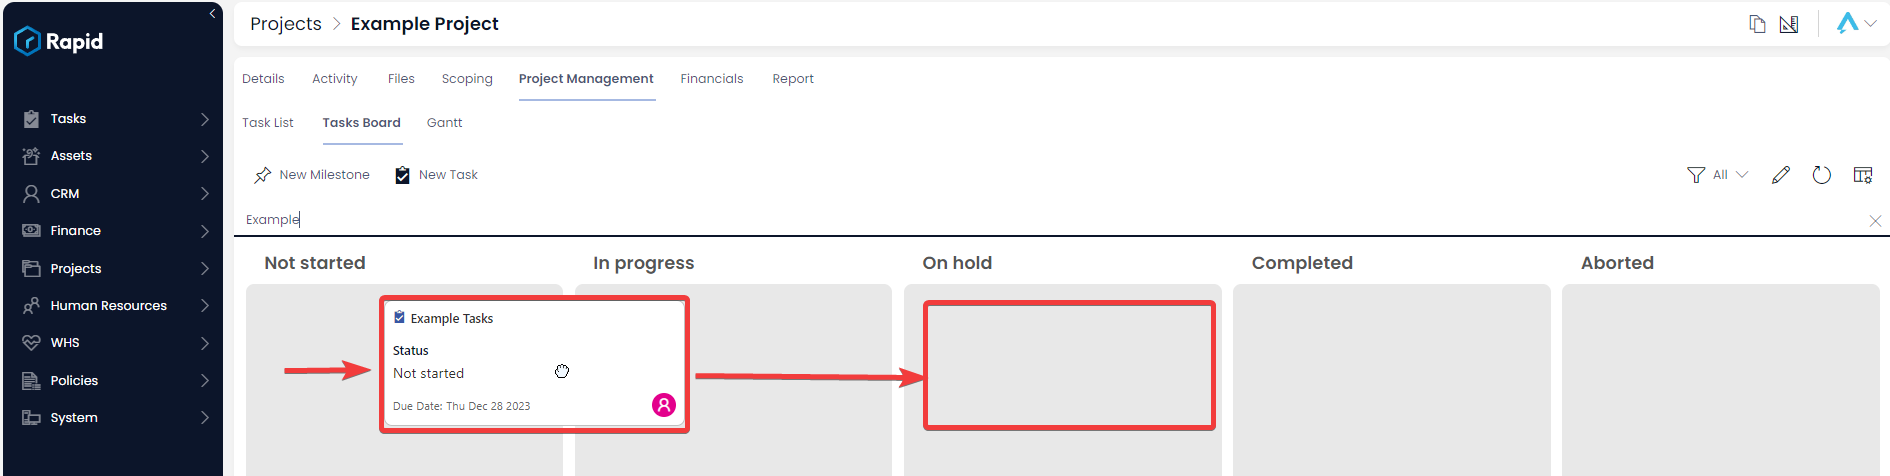 Rapid
Projects > Example Project
Details Activity Files Scoping Project Management Financials Report
Task List Tasks Board Gantt
New Milestone New Task All
Example
Tasks
Assets
CRM
Finance
Projects
Human Resources
WHS
Policies
System
Not started In progress On hold Completed Aborted
Example Tasks
Status
Not started
Due Date: Thu Dec 28 2023